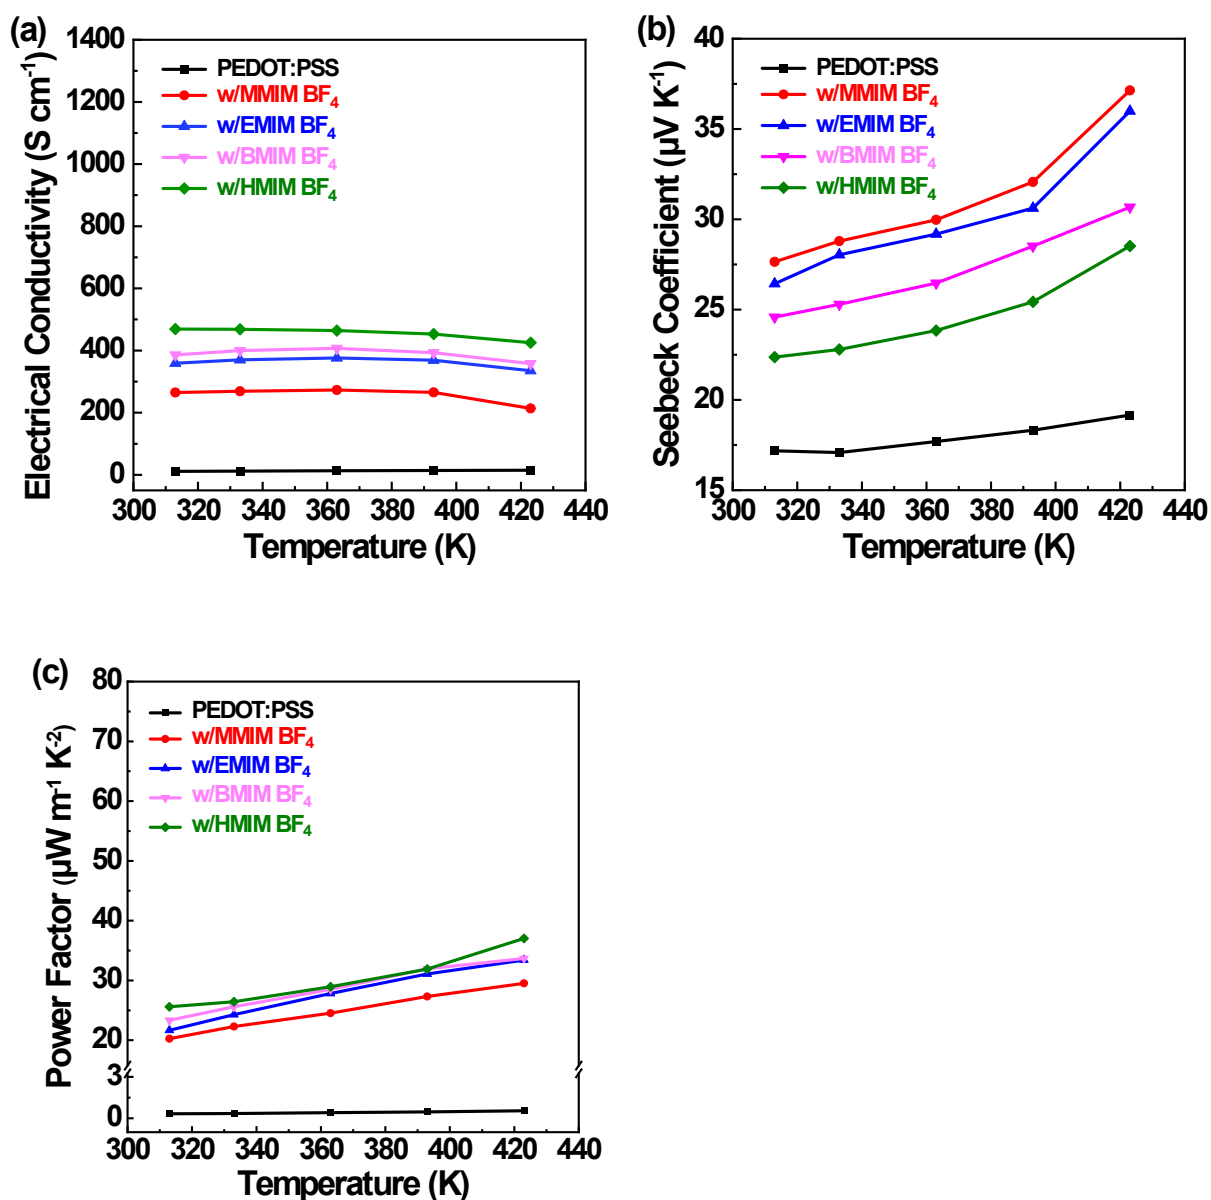 (a)
1400
1200
1000
800
600
400
200
0
Electrical Conductivity (S cm⁻¹)
PEDOT:PSS
w/MMIM BF₄
w/EMIM BF₄
w/BMIM BF₄
w/HMIM BF₄
300 320 340 360 380 400 420 440
Temperature (K)
(b)
40
35
30
25
20
15
Seebeck Coefficient (µV K⁻¹)
PEDOT:PSS
w/MMIM BF₄
w/EMIM BF₄
w/BMIM BF₄
w/HMIM BF₄
300 320 340 360 380 400 420 440
Temperature (K)
(c)
80
70
60
50
40
30
20
3
0
Power Factor (µW m⁻¹ K⁻²)
PEDOT:PSS
w/MMIM BF₄
w/EMIM BF₄
w/BMIM BF₄
w/HMIM BF₄
300 320 340 360 380 400 420 440
Temperature (K)